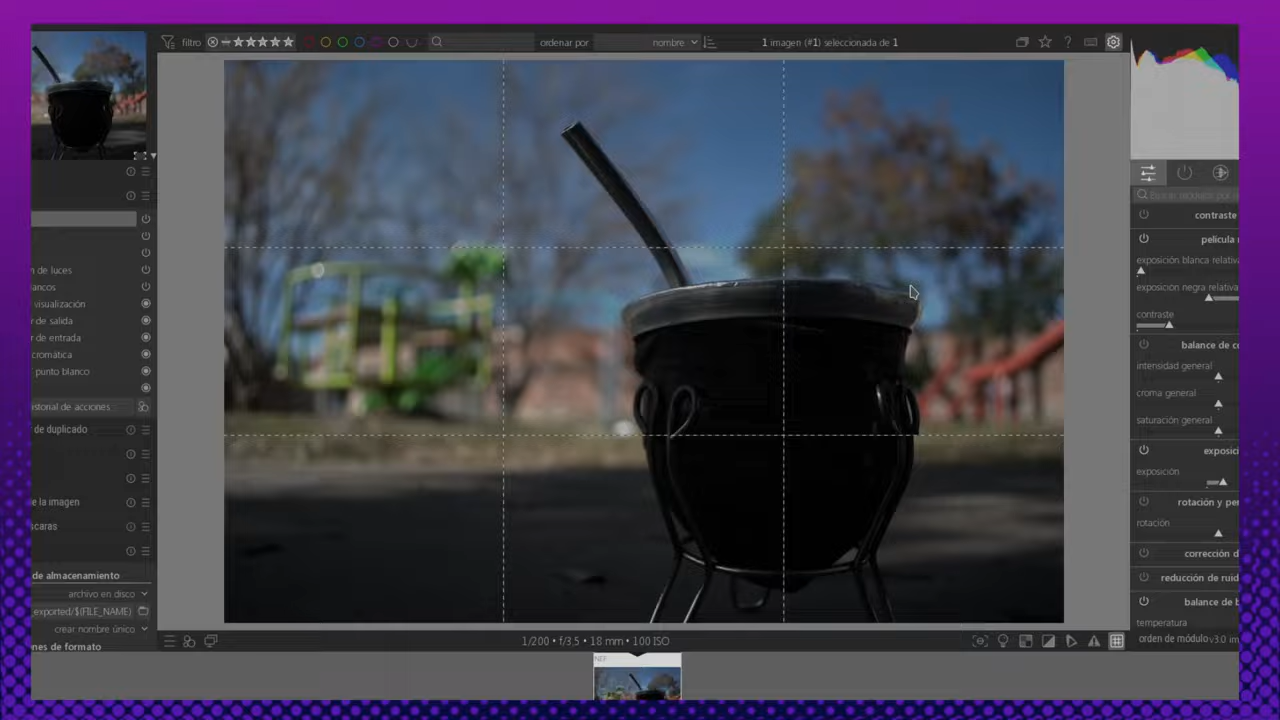 filtro
ordenar por
nombre
1 imagen (#1) seleccionada de 1
de luces
lancos
visualización
de salida
r de entrada
cromática
punto blanco
istorial de acciones
de duplicado
e la imagen
scaras
de almacenamiento
archivo en disco
exported/$(FILE_NAME)
crear nombre único
nes de formato
1/200 • f/3.5 • 18 mm • 100 ISO
NEF
contraste
película
exposición blanca relativa
exposición negra relativa
contraste
balance de c
intensidad general
croma general
saturación general
exposici
exposición
rotación y per
rotación
corrección d
reducción de ruid
balance de b
temperatura
orden de módulo v3.0 im